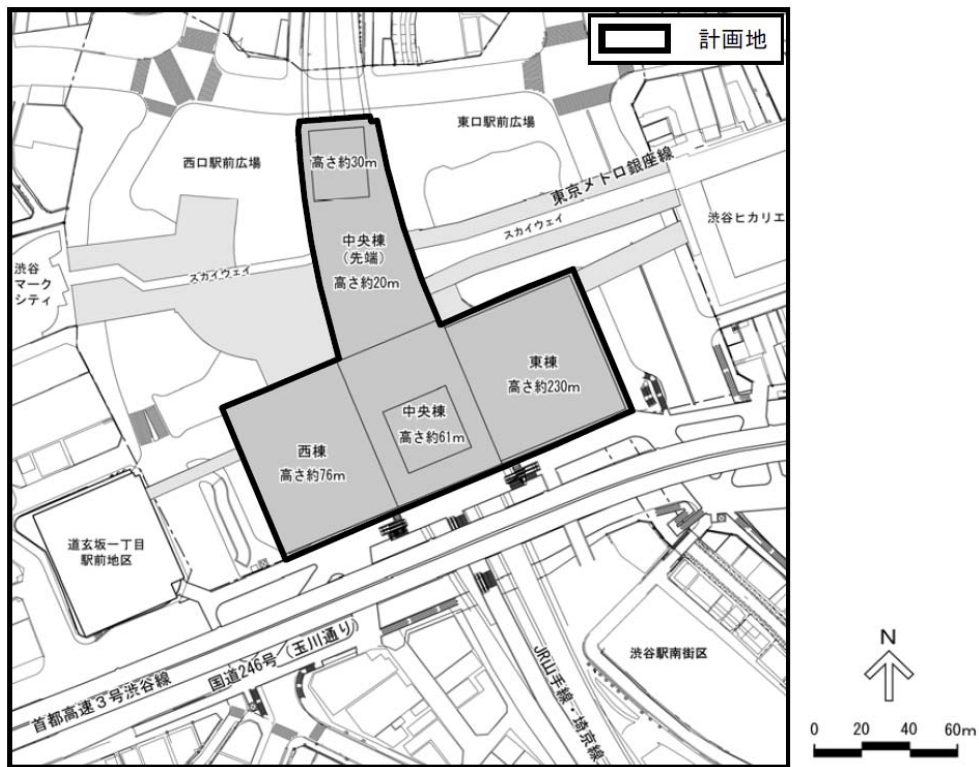 計画地
西口駅前広場
東口駅前広場
高さ約30m
東京メトロ銀座線
スカイウェイ
渋谷ヒカリエ
中央棟
(先端)
高さ約20m
スカイウェイ
渋谷
マーク
シティ
東棟
高さ約230m
中央棟
高さ約61m
西棟
高さ約76m
道玄坂一丁目
駅前地区
渋谷駅南街区
国道246号(玉川通り)
首都高速3号渋谷線
JR山手線・埼京線
N
0 20 40 60m